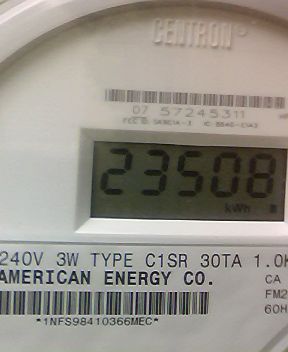 CENTRON®
07 57245311
23508
kWh
240V 3W TYPE C1SR 30TA 1.0K
AMERICAN ENERGY CO.
CA
FM2
60H
*1NFS98410366MEC*